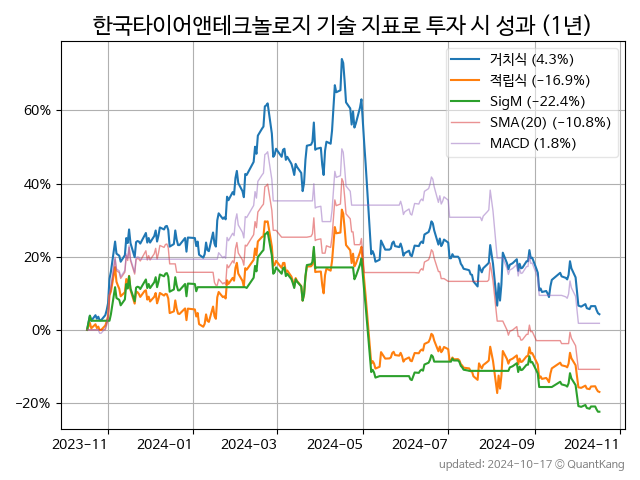 한국타이어앤테크놀로지 기술 지표로 투자 시 성과 (1년)
거치식 (4.3%)
적립식 (−16.9%)
SigM (−22.4%)
SMA(20) (−10.8%)
MACD (1.8%)
60%
40%
20%
0%
−20%
2023-11 2024-01 2024-03 2024-05 2024-07 2024-09 2024-11
updated: 2024-10-17 ⓒ QuantKang